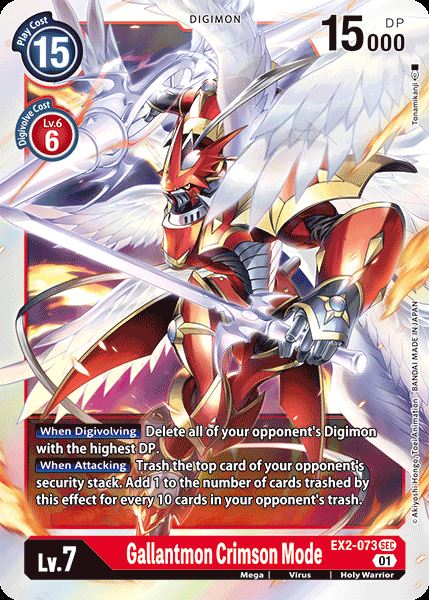 DIGIMON
Play Cost
15
15000
DP
Digivolve Cost
Lv.6
6
Tonamikanji
©Akiyoshi Hongo, Toei Animation BANDAI MADE IN JAPAN
When Digivolving Delete all of your opponent's Digimon
with the highest DP.
When Attacking Trash the top card of your opponent's
security stack. Add 1 to the number of cards trashed by
this effect for every 10 cards in your opponent's trash.
Lv.7
Gallantmon Crimson Mode
EX2-073 SEC
01
Mega | Virus | Holy Warrior